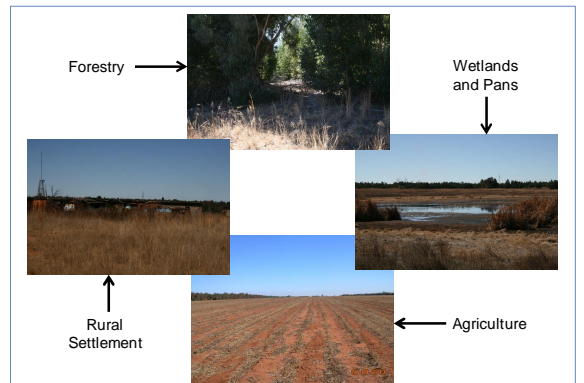 Forestry
Wetlands
and Pans
Rural
Settlement
Agriculture